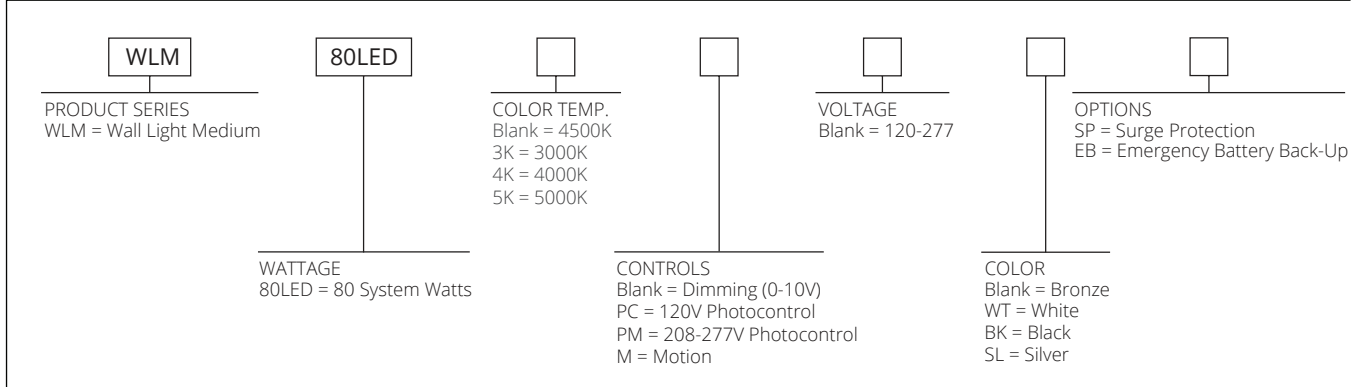 WLM
80LED
PRODUCT SERIES
WLM = Wall Light Medium
COLOR TEMP.
Blank = 4500K
3K = 3000K
4K = 4000K
5K = 5000K
VOLTAGE
Blank = 120-277
OPTIONS
SP = Surge Protection
EB = Emergency Battery Back-Up
WATTAGE
80LED = 80 System Watts
CONTROLS
Blank = Dimming (0-10V)
PC = 120V Photocontrol
PM = 208-277V Photocontrol
M = Motion
COLOR
Blank = Bronze
WT = White
BK = Black
SL = Silver